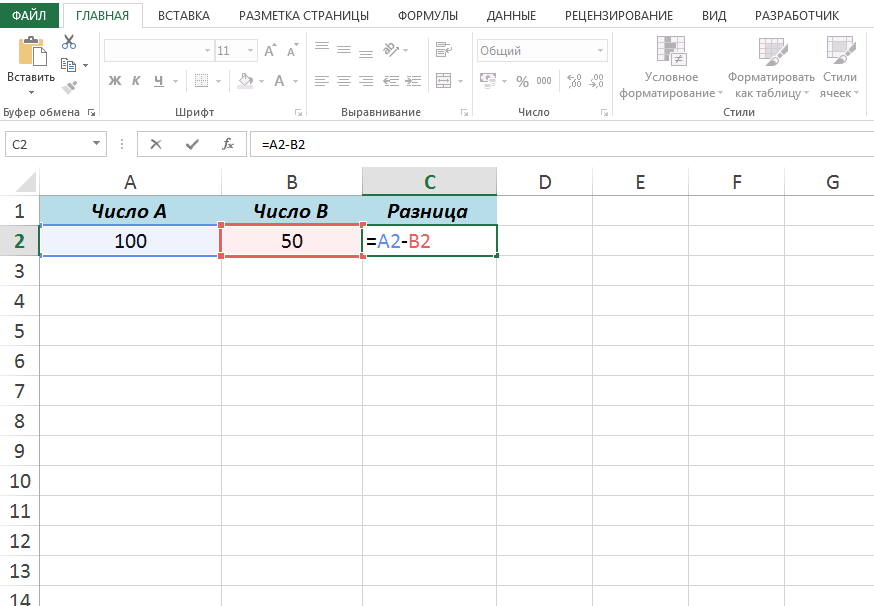 ФАЙЛ ГЛАВНАЯ ВСТАВКА РАЗМЕТКА СТРАНИЦЫ ФОРМУЛЫ ДАННЫЕ РЕЦЕНЗИРОВАНИЕ ВИД РАЗРАБОТЧИК
11 A A Общий
Вставить
Ж К Ч A % 000 ,00 ,00
Условное форматирование
Форматировать как таблицу
Стили ячеек
Буфер обмена Шрифт Выравнивание Число Стили
C2 fx =A2-B2
A B C D E F G
1 Число A Число B Разница
2 100 50 =A2-B2
3
4
5
6
7
8
9
10
11
12
13
14